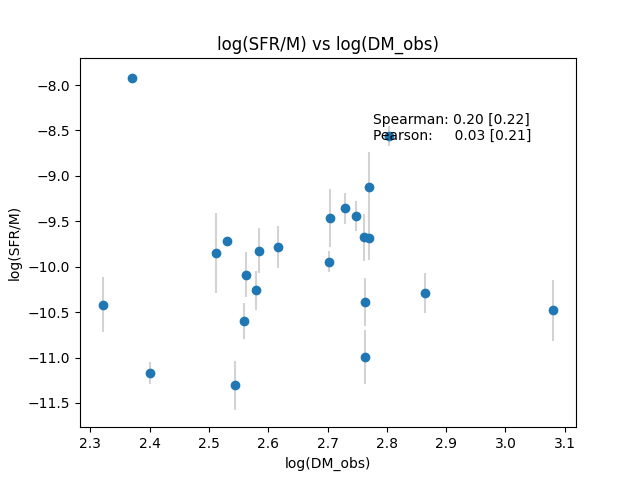 log(SFR/M) vs log(DM_obs)
Spearman: 0.20 [0.22]
Pearson: 0.03 [0.21]
log(SFR/M)
−8.0
−8.5
−9.0
−9.5
−10.0
−10.5
−11.0
−11.5
2.3 2.4 2.5 2.6 2.7 2.8 2.9 3.0 3.1
log(DM_obs)